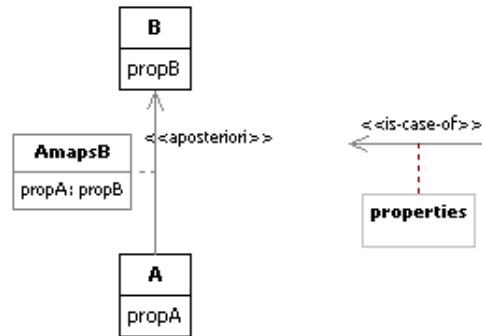 B
propB
<<aposteriori>>
<<is-case-of>>
AmapsB
propA: propB
properties
A
propA